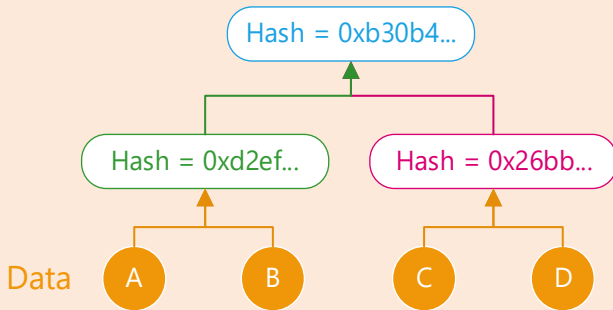 Hash = 0xb30b4...
Hash = 0xd2ef... Hash = 0x26bb...
Data A B C D